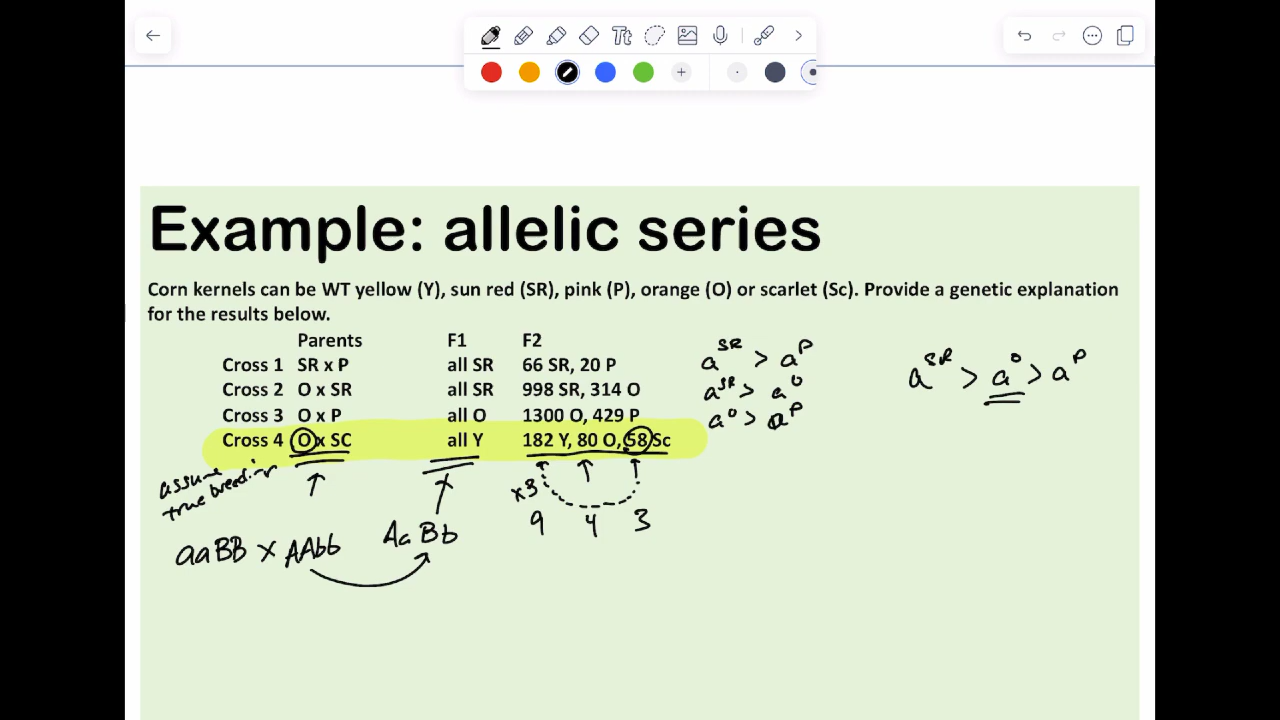 Tt
Example: allelic series
Corn kernels can be WT yellow (Y), sun red (SR), pink (P), orange (O) or scarlet (Sc). Provide a genetic explanation
for the results below.
Parents F1 F2
Cross 1 SR x P all SR 66 SR, 20 P
Cross 2 O x SR all SR 998 SR, 314 O
Cross 3 O x P all O 1300 O, 429 P
Cross 4 O x SC all Y 182 Y, 80 O, 58 Sc
a^SR > a^P
a^SR > a^O
a^O > a^P
a^SR > a^O > a^P
assume
true breeding
x3
9 4 3
aaBB x AAbb AaBb